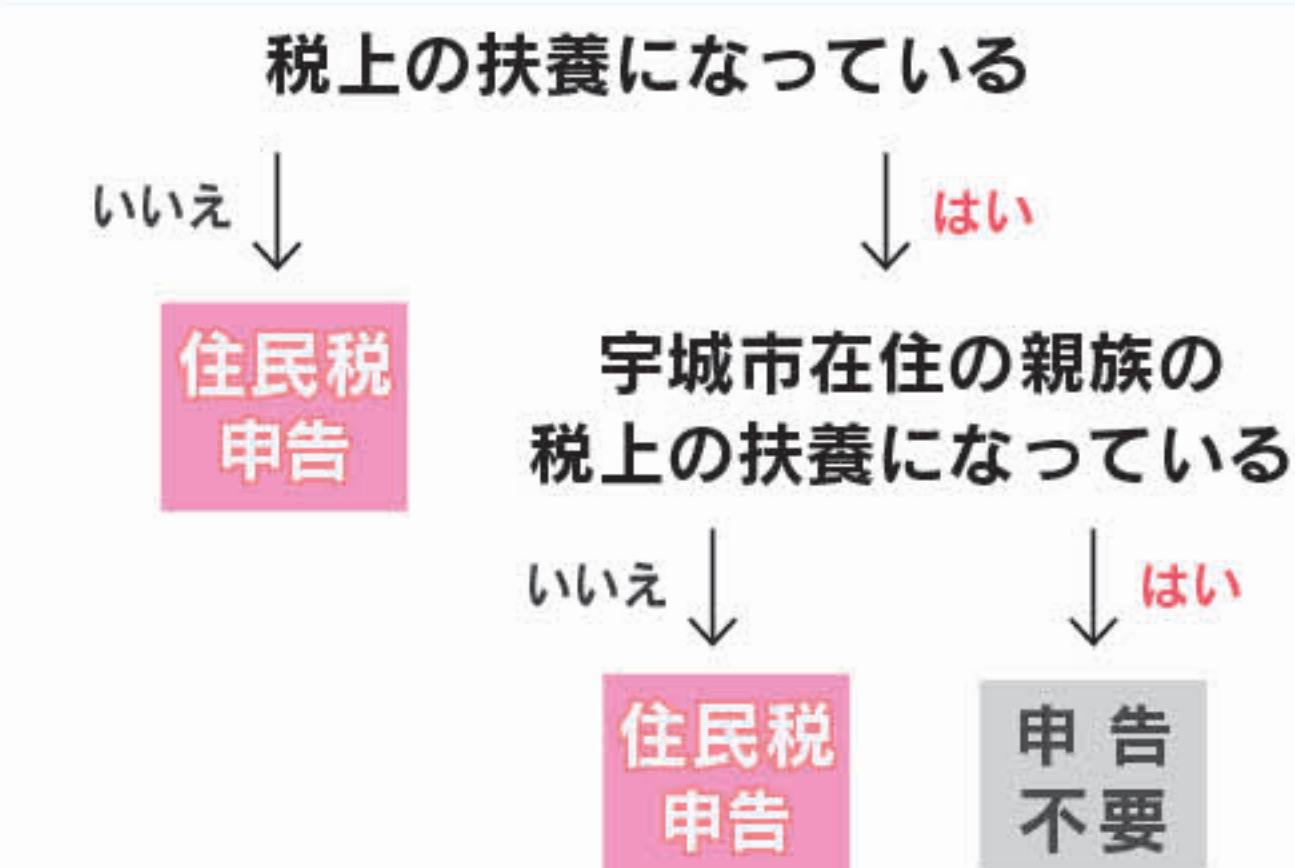 税上の扶養になっている
いいえ
はい
住民税
申告
宇城市在住の親族の
税上の扶養になっている
いいえ
はい
住民税
申告
申告
不要